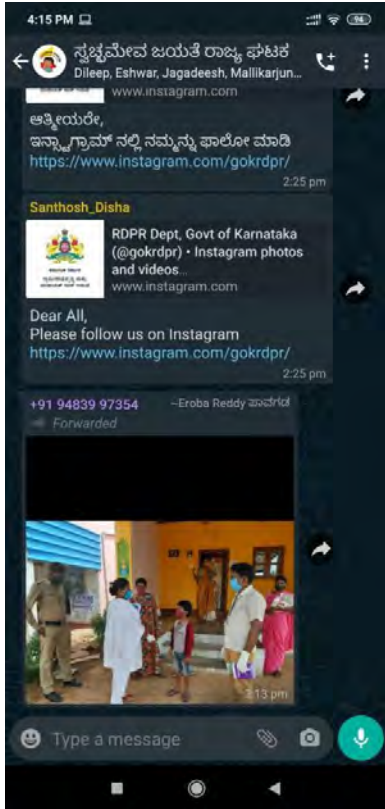 4:15 PM
94
ಸ್ವಚ್ಛಮೇವ ಜಯತೆ ರಾಜ್ಯ ಘಟಕ
Dileep, Eshwar, Jagadeesh, Mallikarjun...
www.instagram.com
ಆತ್ಮೀಯರೇ,
ಇನ್ಸ್ಟಾಗ್ರಾಮ್ ನಲ್ಲಿ ನಮ್ಮನ್ನು ಫಾಲೋ ಮಾಡಿ
https://www.instagram.com/gokrdpr/
2:25 pm
Santhosh_Disha
RDPR Dept, Govt of Karnataka
(@gokrdpr) • Instagram photos
and videos...
www.instagram.com
Dear All,
Please follow us on Instagram
https://www.instagram.com/gokrdpr/
2:25 pm
+91 94839 97354 ~Eroba Reddy ಪಾವಗಡ
Forwarded
3:13 pm
Type a message